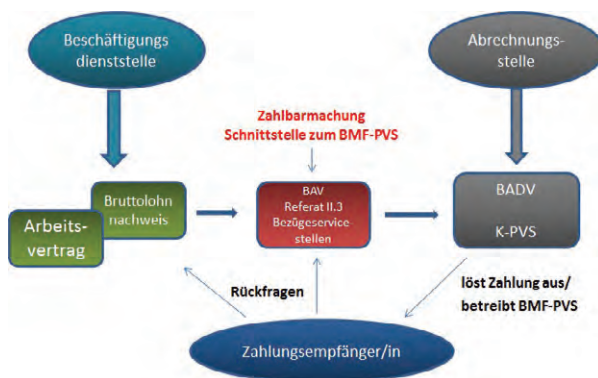 Beschäftigungs
dienststelle
Abrechnungs-
stelle
Zahlbarmachung
Schnittstelle zum BMF-PVS
Bruttolohn
nachweis
Arbeits-
vertrag
BAV
Referat II.3
Bezügeservice
stellen
BADV
K-PVS
Rückfragen
löst Zahlung aus/
betreibt BMF-PVS
Zahlungsempfänger/in